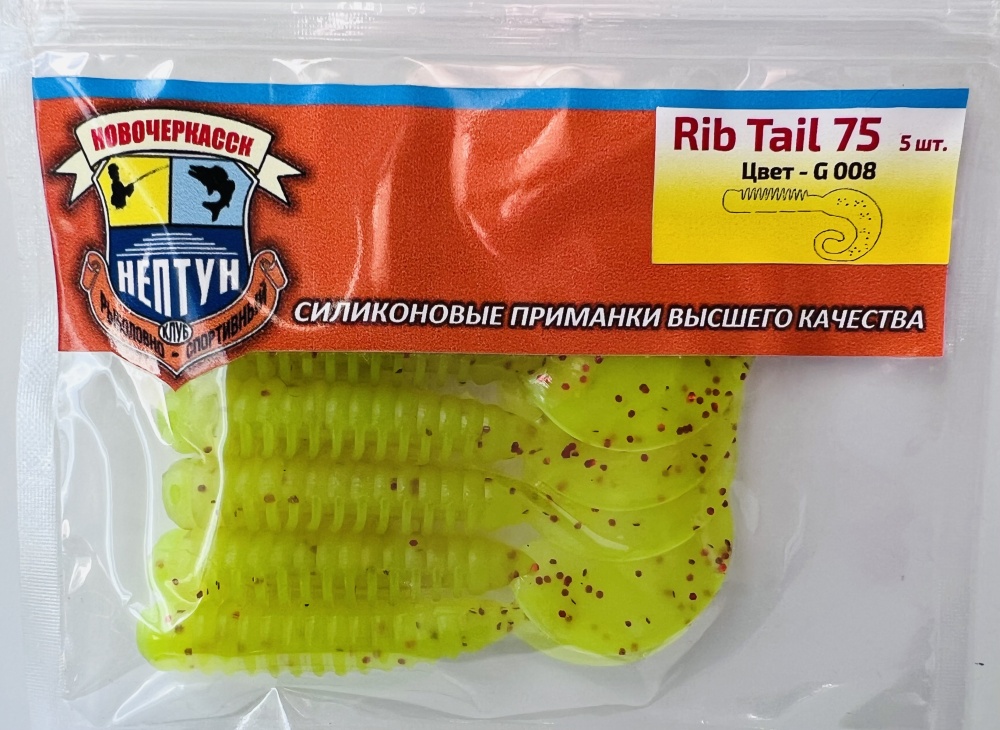 НОВОЧЕРКАССК
НЕПТУН
КЛУБ
РЫБОЛОВНО - СПОРТИВНЫЙ
Rib Tail 75 5 шт.
Цвет - G 008
СИЛИКОНОВЫЕ ПРИМАНКИ ВЫСШЕГО КАЧЕСТВА